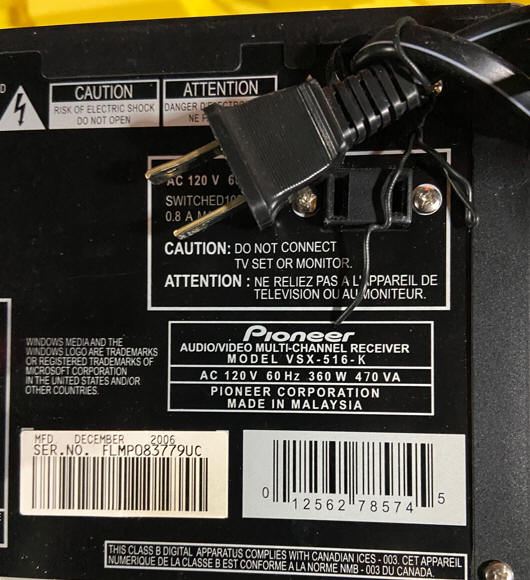 CAUTION
RISK OF ELECTRIC SHOCK
DO NOT OPEN
ATTENTION
NE
AC 120 V
SWITCHED
0.8 A
CAUTION: DO NOT CONNECT
TV SET OR MONITOR.
ATTENTION : NE RELIEZ PAS A L'APPAREIL DE
TELEVISION OU AU MONITEUR.
WINDOWS MEDIA AND THE
WINDOWS LOGO ARE TRADEMARKS
OR REGISTERED TRADEMARKS OF
MICROSOFT CORPORATION
IN THE UNITED STATES AND/OR
OTHER COUNTRIES.
Pioneer
AUDIO/VIDEO MULTI-CHANNEL RECEIVER
MODEL VSX-516-K
AC 120 V 60 Hz 360 W 470 VA
PIONEER CORPORATION
MADE IN MALAYSIA
MFD. DECEMBER 2006
SER.NO. FLMP083779UC
0 12562 78574 5
THIS CLASS B DIGITAL APPARATUS COMPLIES WITH CANADIAN ICES - 003. CET APPAREIL
NUMERIQUE DE LA CLASSE B EST CONFORME A LA NORME NMB - 003 DU CANADA.